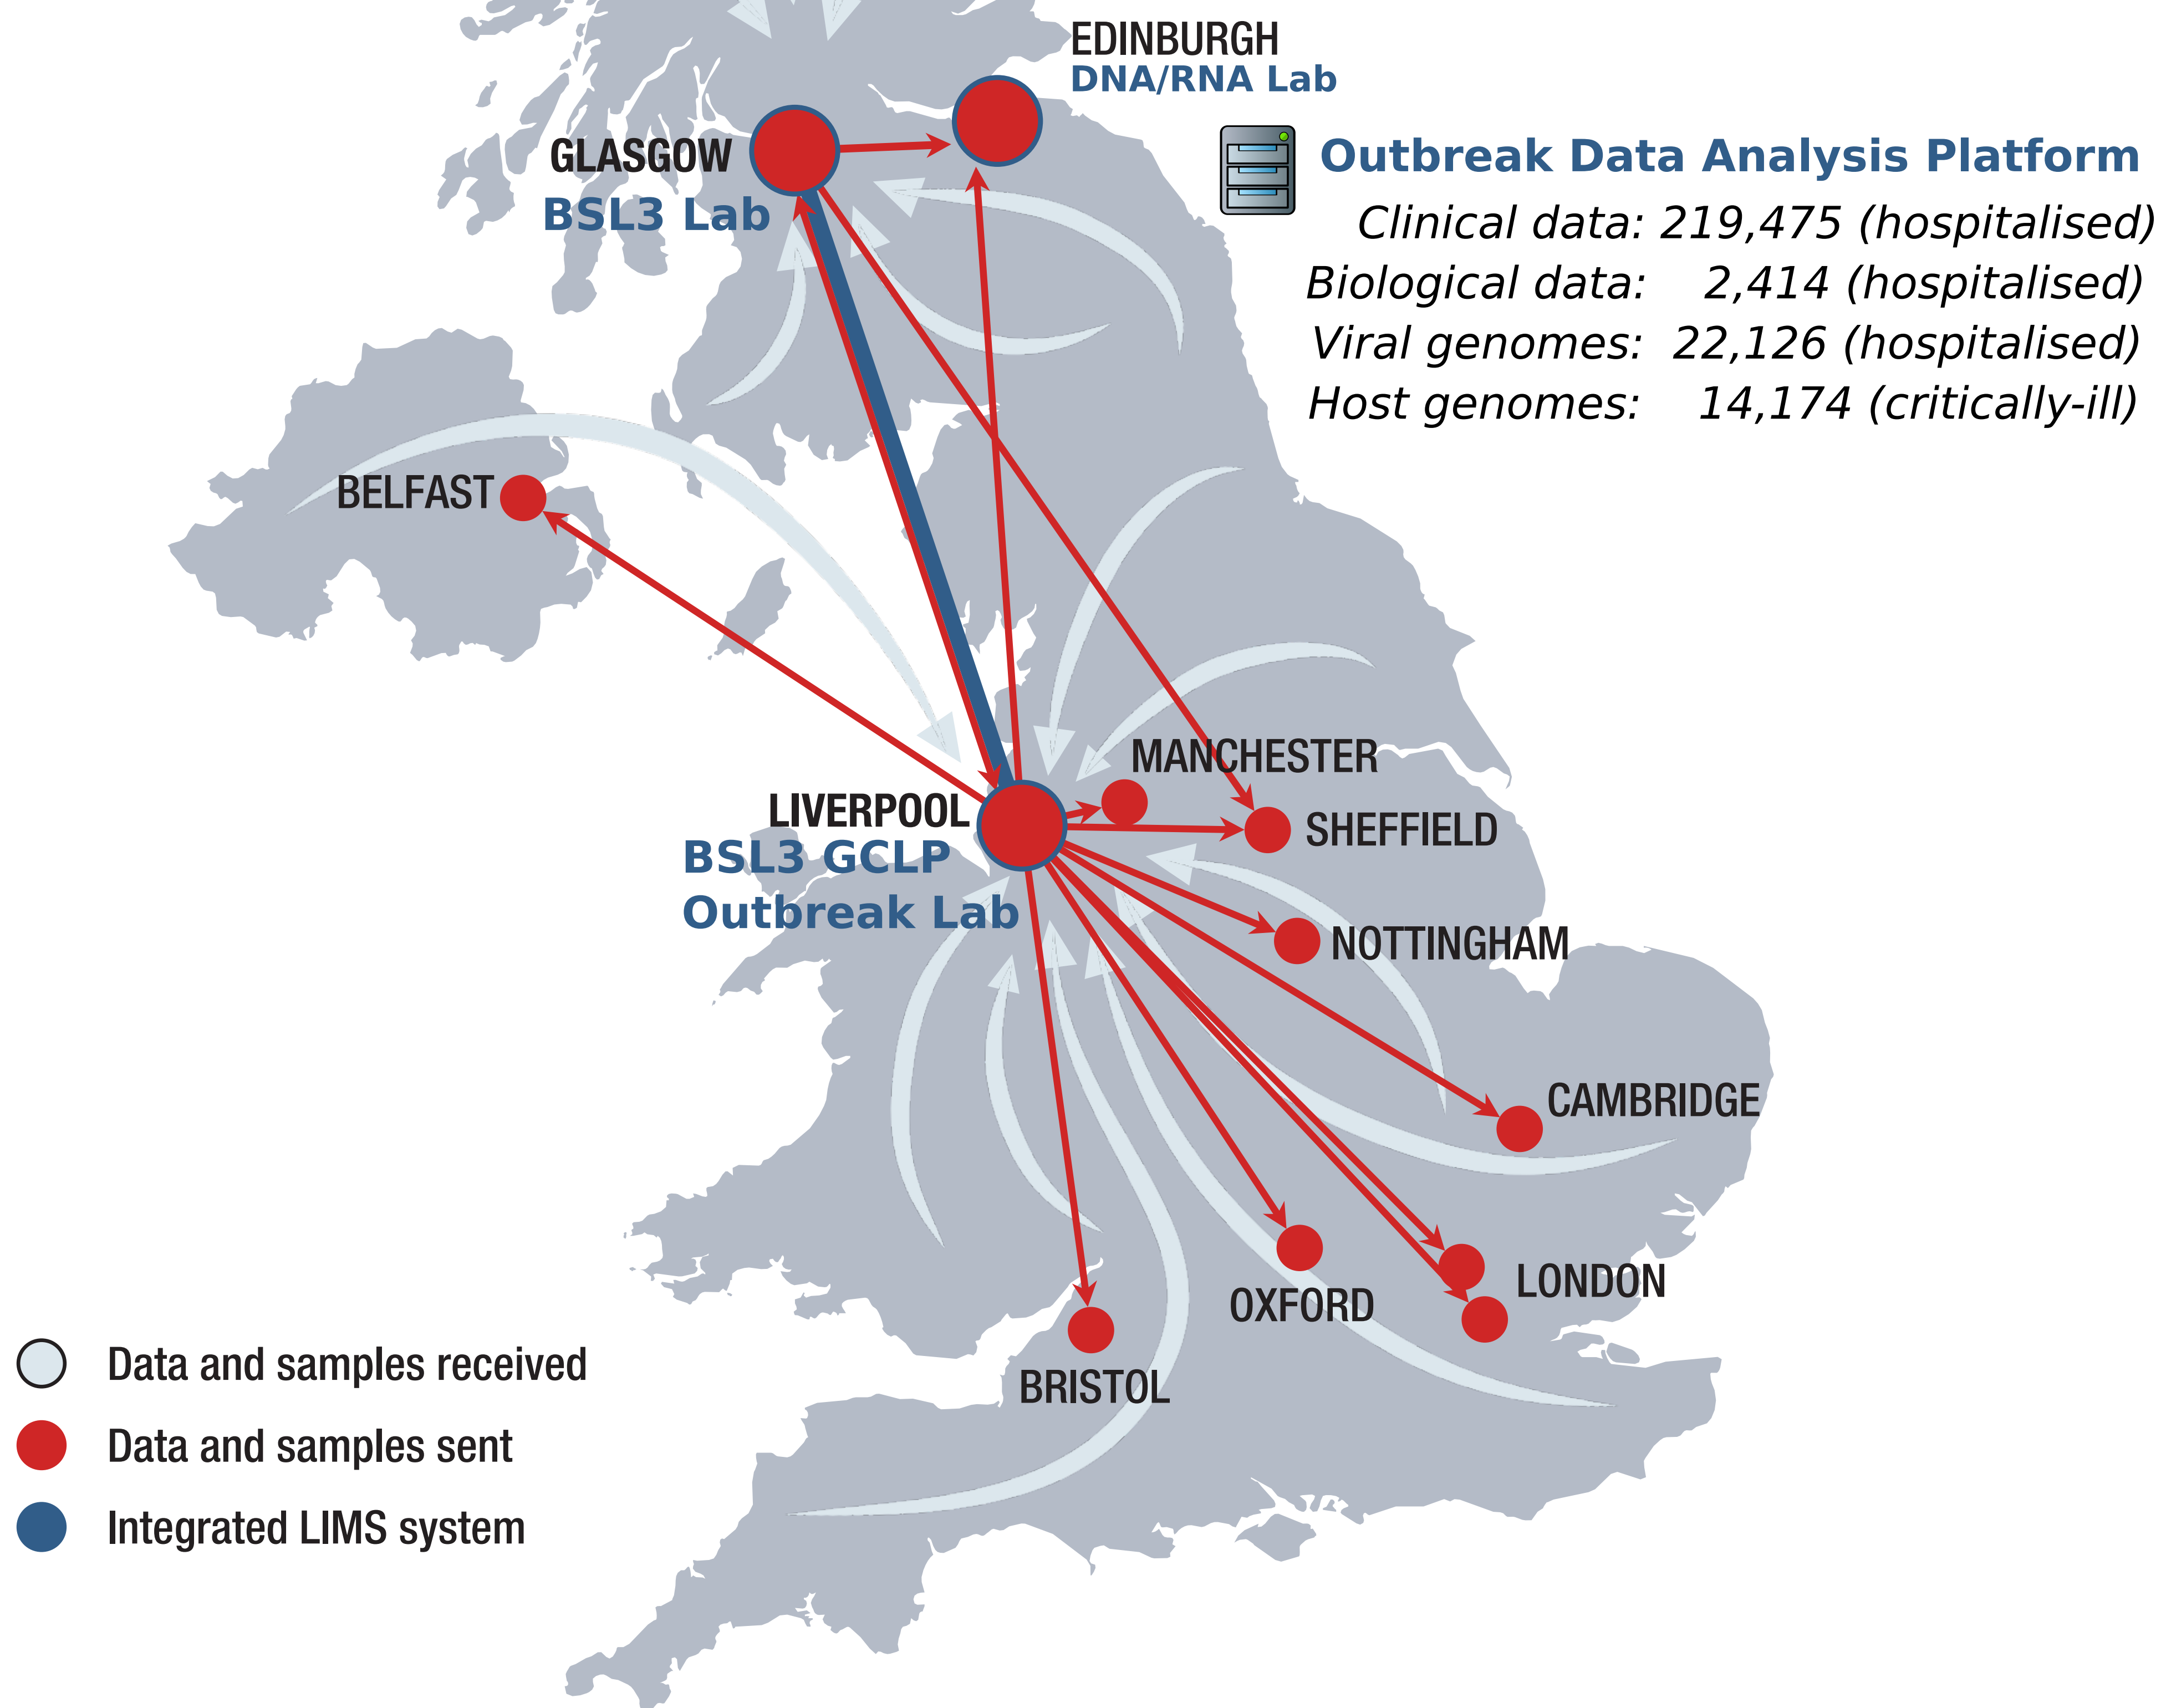 EDINBURGH
DNA/RNA Lab
GLASGOW
BSL3 Lab
Outbreak Data Analysis Platform
Clinical data: 219,475 (hospitalised)
Biological data: 2,414 (hospitalised)
Viral genomes: 22,126 (hospitalised)
Host genomes: 14,174 (critically-ill)
BELFAST
MANCHESTER
LIVERPOOL
BSL3 GCLP
Outbreak Lab
SHEFFIELD
NOTTINGHAM
CAMBRIDGE
LONDON
OXFORD
BRISTOL
Data and samples received
Data and samples sent
Integrated LIMS system